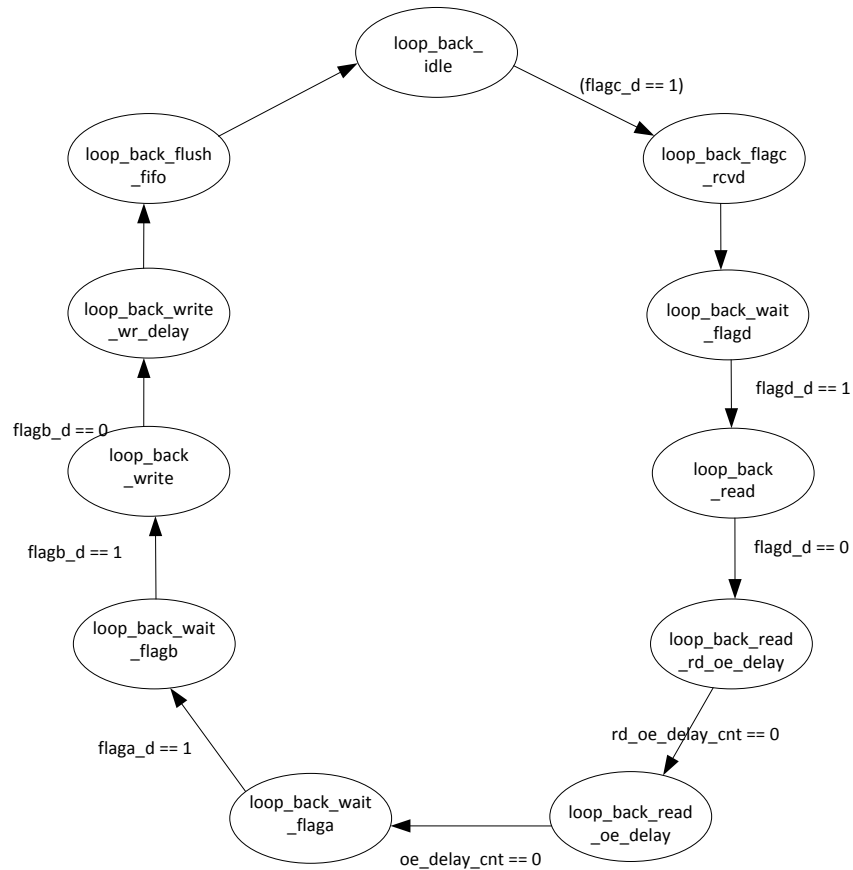 loop_back_
idle
(flagc_d == 1)
loop_back_flagc
_rcvd
loop_back_wait
_flagd
flagd_d == 1
loop_back
_read
flagd_d == 0
loop_back_read
_rd_oe_delay
rd_oe_delay_cnt == 0
loop_back_read
_oe_delay
oe_delay_cnt == 0
loop_back_wait
_flaga
flaga_d == 1
loop_back_wait
_flagb
flagb_d == 1
loop_back
_write
flagb_d == 0
loop_back_write
_wr_delay
loop_back_flush
_fifo